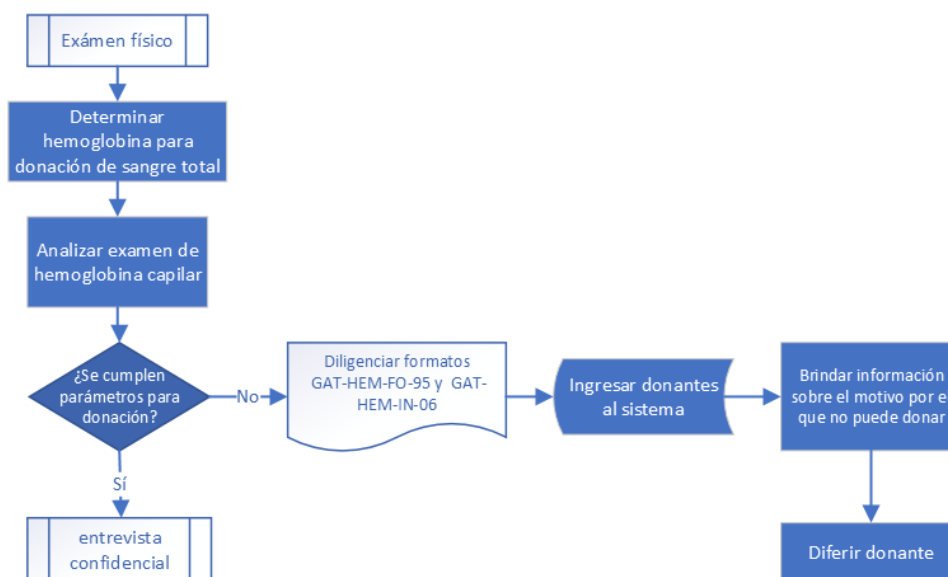 Exámen físico
Determinar
hemoglobina para
donación de sangre total
Analizar examen de
hemoglobina capilar
¿Se cumplen
parámetros para
donación?
No
Diligenciar formatos
GAT-HEM-FO-95 y GAT-
HEM-IN-06
Ingresar donantes
al sistema
Brindar información
sobre el motivo por e
que no puede donar
Sí
entrevista
confidencial
Diferir donante